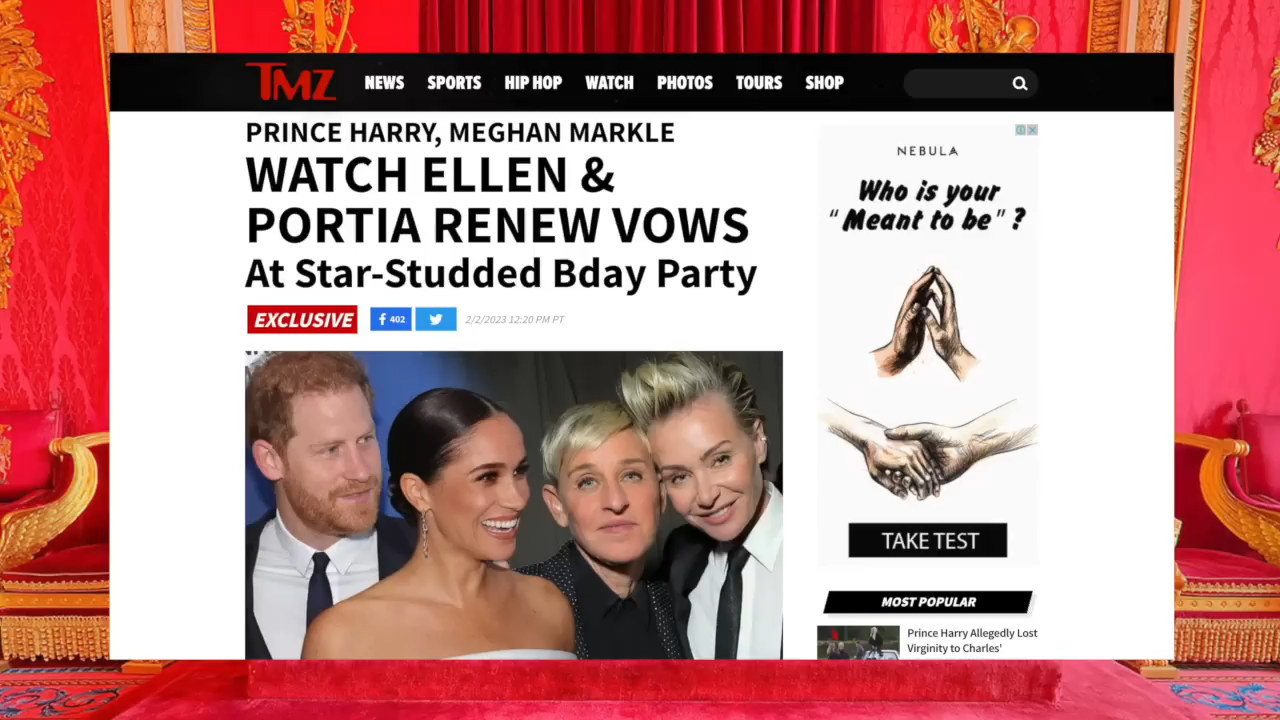 TMZ NEWS SPORTS HIP HOP WATCH PHOTOS TOURS SHOP
PRINCE HARRY, MEGHAN MARKLE
WATCH ELLEN &
PORTIA RENEW VOWS
At Star-Studded Bday Party
EXCLUSIVE 402 2/2/2023 12:20 PM PT
NEBULA
Who is your
"Meant to be" ?
TAKE TEST
MOST POPULAR
Prince Harry Allegedly Lost
Virginity to Charles'